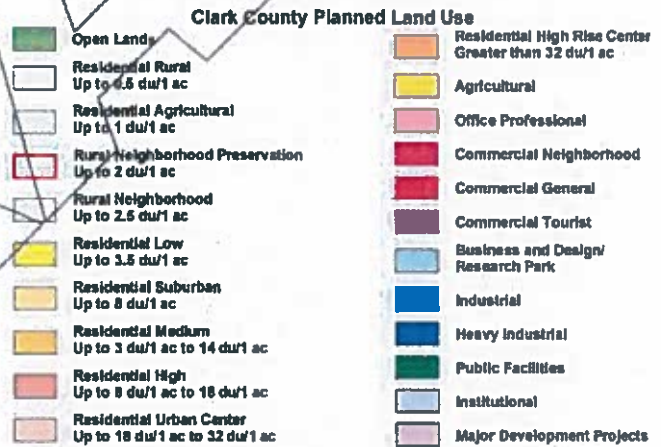 Clark County Planned Land Use
Open Lands
Residential Rural
Up to 0.5 du/1 ac
Residential Agricultural
Up to 1 du/1 ac
Rural Neighborhood Preservation
Up to 2 du/1 ac
Rural Neighborhood
Up to 2.5 du/1 ac
Residential Low
Up to 3.5 du/1 ac
Residential Suburban
Up to 8 du/1 ac
Residential Medium
Up to 3 du/1 ac to 14 du/1 ac
Residential High
Up to 8 du/1 ac to 18 du/1 ac
Residential Urban Center
Up to 18 du/1 ac to 32 du/1 ac
Residential High Rise Center
Greater than 32 du/1 ac
Agricultural
Office Professional
Commercial Neighborhood
Commercial General
Commercial Tourist
Business and Design/
Research Park
Industrial
Heavy Industrial
Public Facilities
Institutional
Major Development Projects